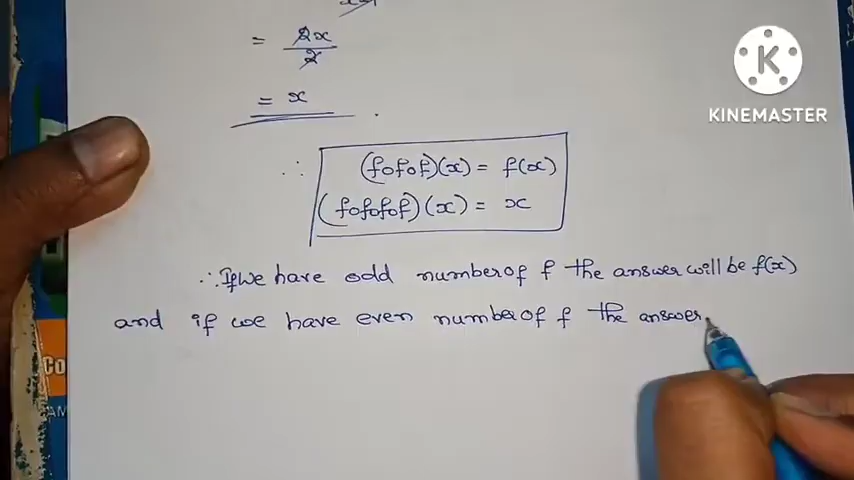 = 2x
2
= x
∴ (fofof)(x) = f(x)
(fofofof)(x) = x
∴ If we have odd number of f the answer will be f(x)
and if we have even number of f the answer
K
KINEMASTER
Co